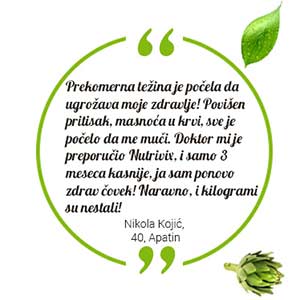 Prekomerna težina je počela da
ugrožava moje zdravlje! Povišen
pritisak, masnoća u krvi, sve je
počelo da me muči. Doktor mi je
preporučio Nutrivix, i samo 3
meseca kasnije, ja sam ponovo
zdrav čovek! Naravno, i kilogrami
su nestali!
Nikola Kojić,
40, Apatin